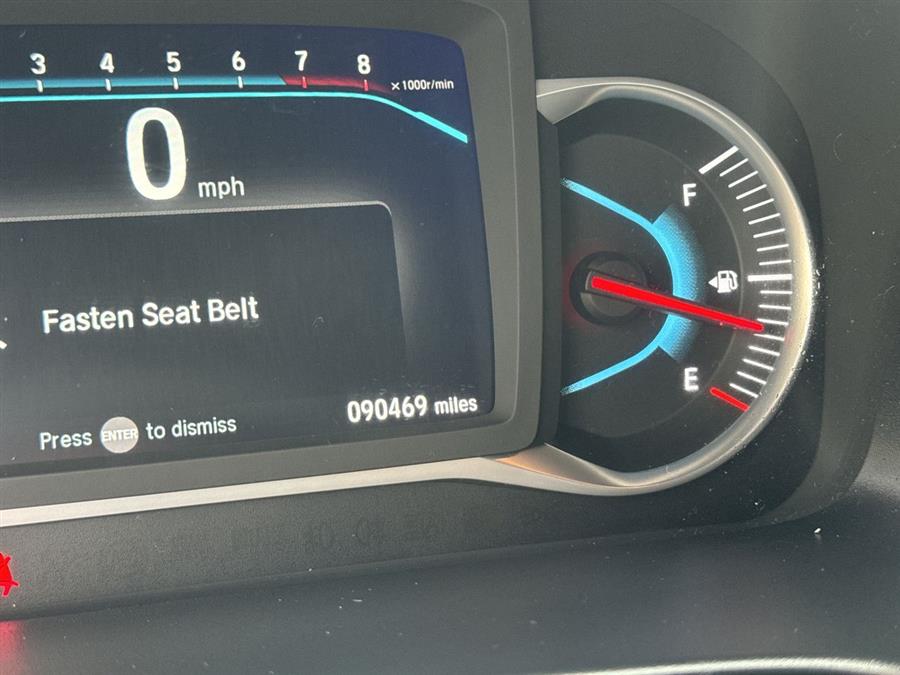 3 4 5 6 7 8 ×1000r/min
0 mph
Fasten Seat Belt
Press ENTER to dismiss
090469 miles
F
E